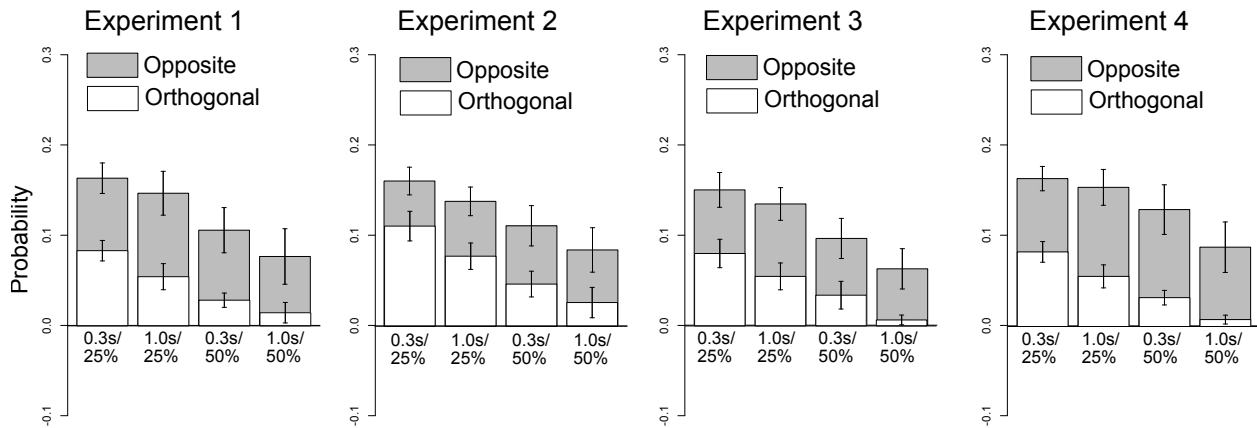 Experiment 1
Opposite
Orthogonal
Probability
0.3
0.2
0.1
0.0
-0.1
0.3s/ 1.0s/ 0.3s/ 1.0s/
25% 25% 50% 50%
Experiment 2
Opposite
Orthogonal
0.3
0.2
0.1
0.0
-0.1
0.3s/ 1.0s/ 0.3s/ 1.0s/
25% 25% 50% 50%
Experiment 3
Opposite
Orthogonal
0.3
0.2
0.1
0.0
-0.1
0.3s/ 1.0s/ 0.3s/ 1.0s/
25% 25% 50% 50%
Experiment 4
Opposite
Orthogonal
0.3
0.2
0.1
0.0
-0.1
0.3s/ 1.0s/ 0.3s/ 1.0s/
25% 25% 50% 50%